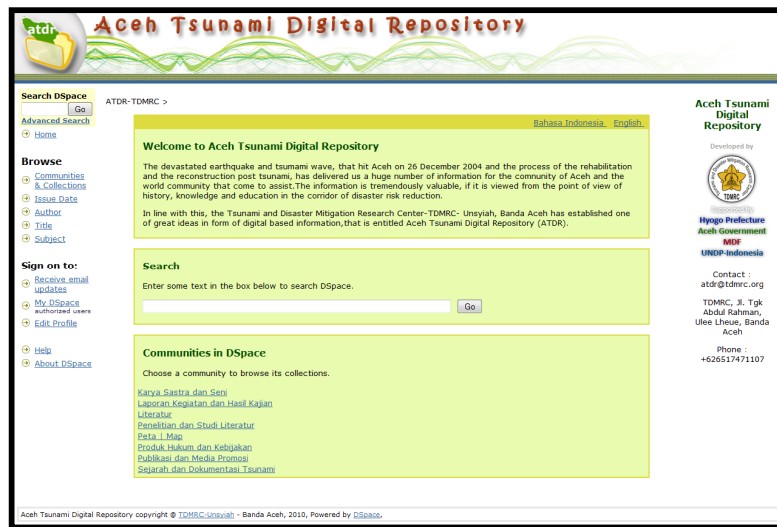 atdr
Aceh Tsunami Digital Repository
Search DSpace
Go
Advanced Search
Home
Browse
Communities
& Collections
Issue Date
Author
Title
Subject
Sign on to:
Receive email
updates
My DSpace
authorized users
Edit Profile
Help
About DSpace
ATDR-TDMRC >
Bahasa Indonesia English
Welcome to Aceh Tsunami Digital Repository
The devastated earthquake and tsunami wave, that hit Aceh on 26 December 2004 and the process of the rehabilitation
and the reconstruction post tsunami, has delivered us a huge number of information for the community of Aceh and the
world community that come to assist.The information is tremendously valuable, if it is viewed from the point of view of
history, knowledge and education in the corridor of disaster risk reduction.
In line with this, the Tsunami and Disaster Mitigation Research Center-TDMRC- Unsyiah, Banda Aceh has established one
of great ideas in form of digital based information,that is entitled Aceh Tsunami Digital Repository (ATDR).
Search
Enter some text in the box below to search DSpace.
Go
Communities in DSpace
Choose a community to browse its collections.
Karya Sastra dan Seni
Laporan Kegiatan dan Hasil Kajian
Literatur
Penelitian dan Studi Literatur
Peta | Map
Produk Hukum dan Kebijakan
Publikasi dan Media Promosi
Sejarah dan Dokumentasi Tsunami
Aceh Tsunami
Digital
Repository
Developed by
TDMRC
Supported by
Hyogo Prefecture
Aceh Government
MDF
UNDP-Indonesia
Contact :
atdr@tdmrc.org
TDMRC, Jl. Tgk
Abdul Rahman,
Ulee Lheue, Banda
Aceh
Phone :
+626517471107
Aceh Tsunami Digital Repository copyright @ TDMRC-Unsyiah - Banda Aceh, 2010, Powered by DSpace.